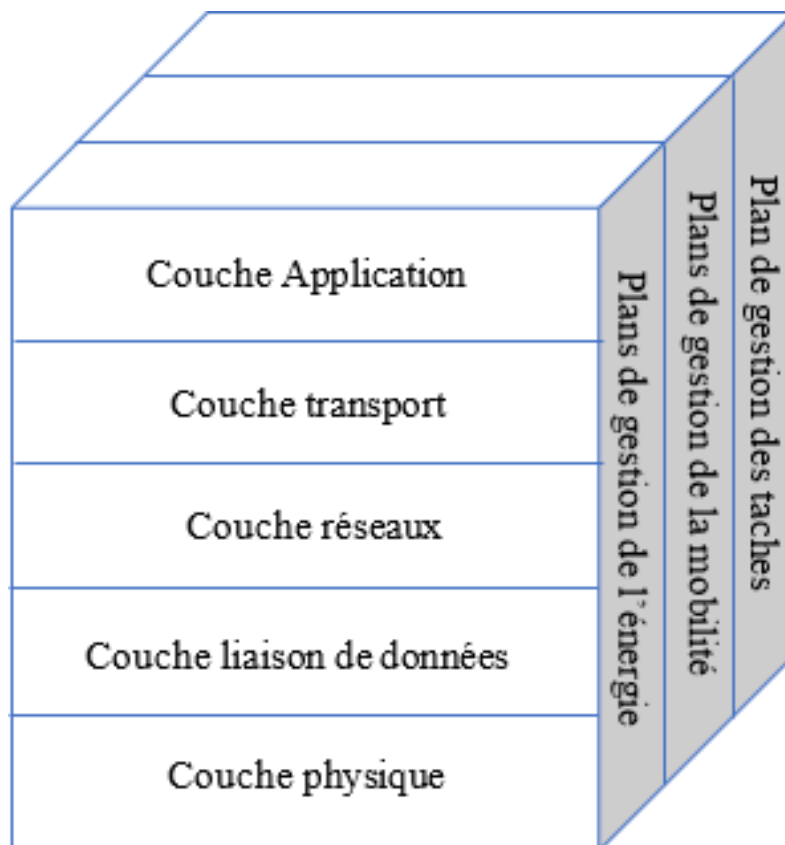 Couche Application
Couche transport
Couche réseaux
Couche liaison de données
Couche physique
Plans de gestion de l'énergie
Plans de gestion de la mobilité
Plan de gestion des taches